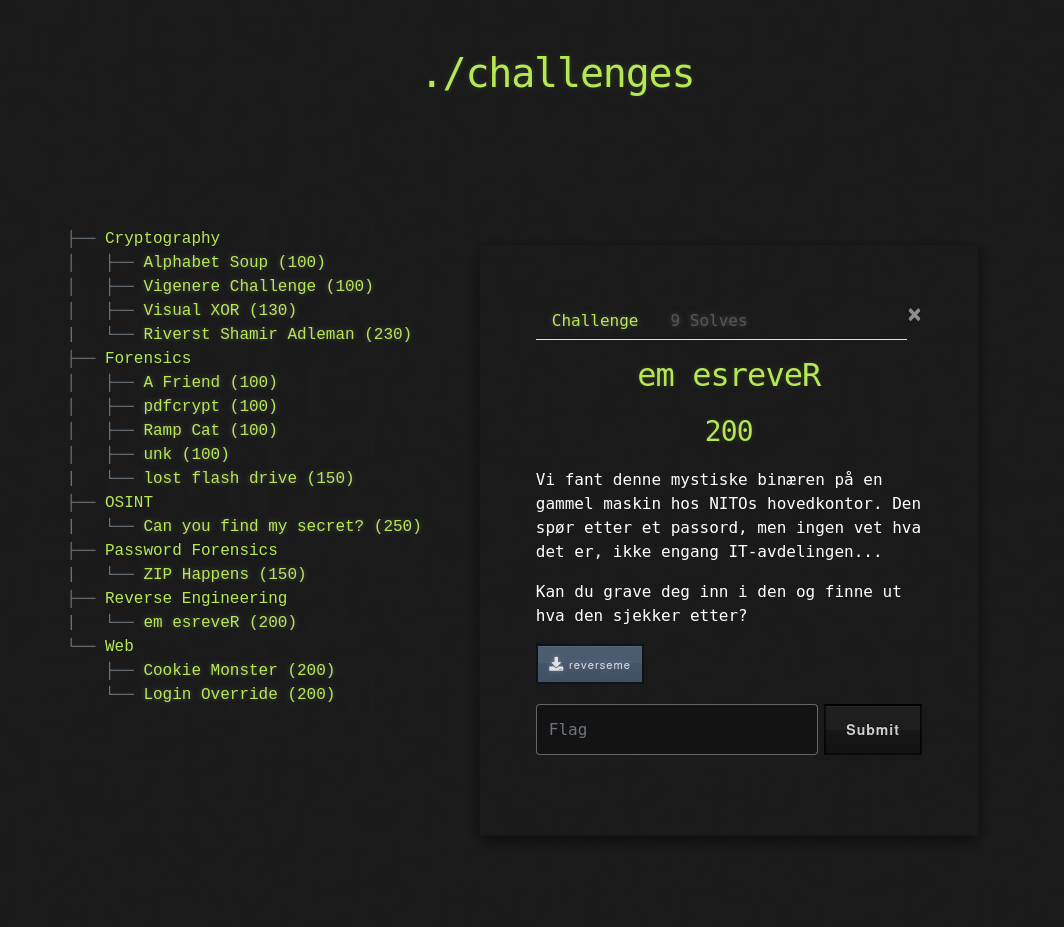 ./challenges
├── Cryptography
│   ├── Alphabet Soup (100)
│   ├── Vigenere Challenge (100)
│   ├── Visual XOR (130)
│   └── Riverst Shamir Adleman (230)
├── Forensics
│   ├── A Friend (100)
│   ├── pdfcrypt (100)
│   ├── Ramp Cat (100)
│   ├── unk (100)
│   └── lost flash drive (150)
├── OSINT
│   └── Can you find my secret? (250)
├── Password Forensics
│   └── ZIP Happens (150)
├── Reverse Engineering
│   └── em esreveR (200)
└── Web
    ├── Cookie Monster (200)
    └── Login Override (200)
Challenge 9 Solves ×
em esreveR
200
Vi fant denne mystiske binæren på en
gammel maskin hos NITOs hovedkontor. Den
spør etter et passord, men ingen vet hva
det er, ikke engang IT-avdelingen...
Kan du grave deg inn i den og finne ut
hva den sjekker etter?
reverseme
Flag Submit